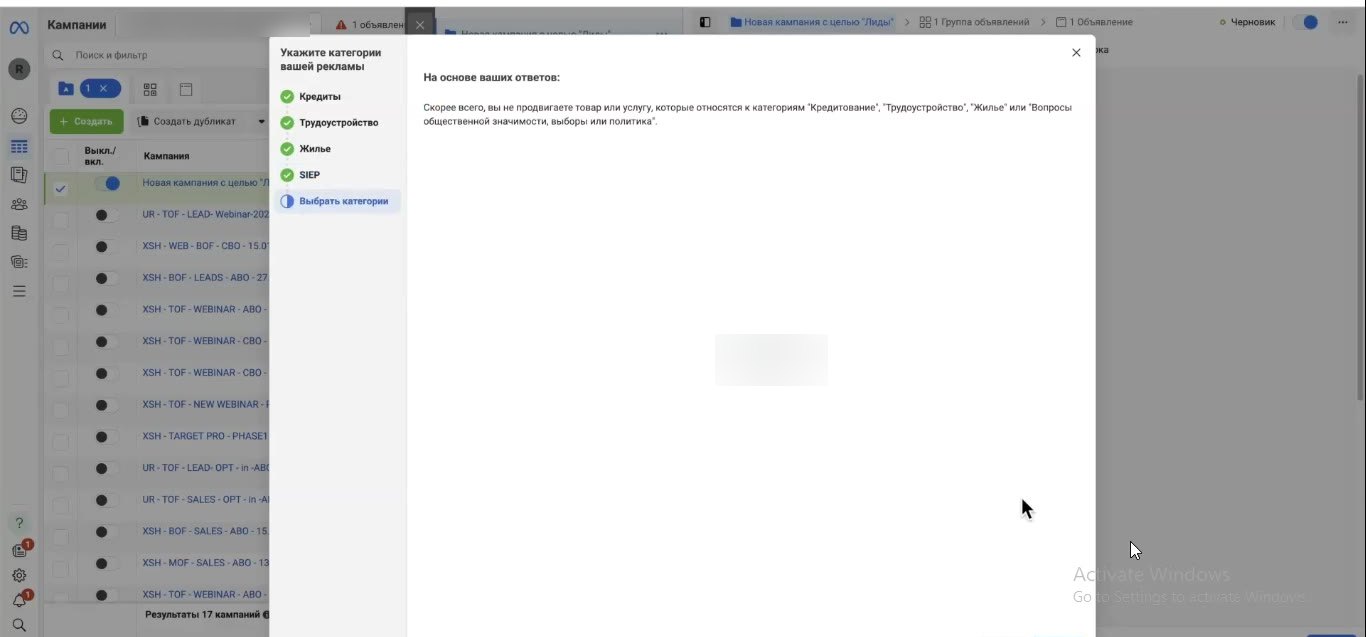 Кампании
1 объявлен
Новая кампания с целью "Лиды"
1 Группа объявлений
1 Объявление
Черновик
Поиск и фильтр
1
Создать
Создать дубликат
Выкл./
вкл.
Кампания
Новая кампания с целью "Л
UR - TOF - LEAD- Webinar-202
XSH - WEB - BOF - CBO - 15.0
XSH - BOF - LEADS - ABO - 27
XSH - TOF - WEBINAR - ABO -
XSH - TOF - WEBINAR - CBO -
XSH - TOF - WEBINAR - CBO -
XSH - TOF - NEW WEBINAR -
XSH - TARGET PRO - PHASE1
UR - TOF - LEAD- OPT - in -ABO
UR - TOF - SALES - OPT - in -A
XSH - BOF - SALES - ABO - 15
XSH - MOF - SALES - ABO - 13
XSH - TOF - WEBINAR - ABO -
Результаты 17 кампаний
R
?
1
1
Укажите категории
вашей рекламы
Кредиты
Трудоустройство
Жилье
SIEP
Выбрать категории
На основе ваших ответов:
Скорее всего, вы не продвигаете товар или услугу, которые относятся к категориям "Кредитование", "Трудоустройство", "Жилье" или "Вопросы
общественной значимости, выборы или политика".
Activate Windows
Go to Settings to activate Windows.